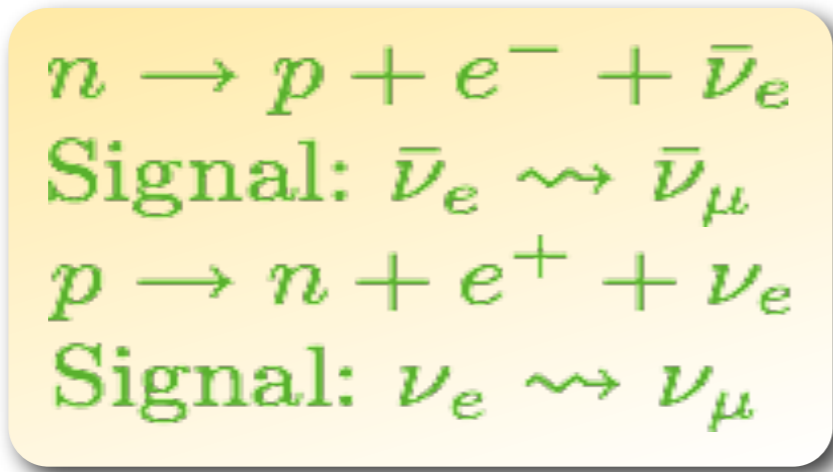 n ⟶ p + e⁻ + ν̄ₑ
Signal: ν̄ₑ ⇝ ν̄_μ
p ⟶ n + e⁺ + νₑ
Signal: νₑ ⇝ ν_μ